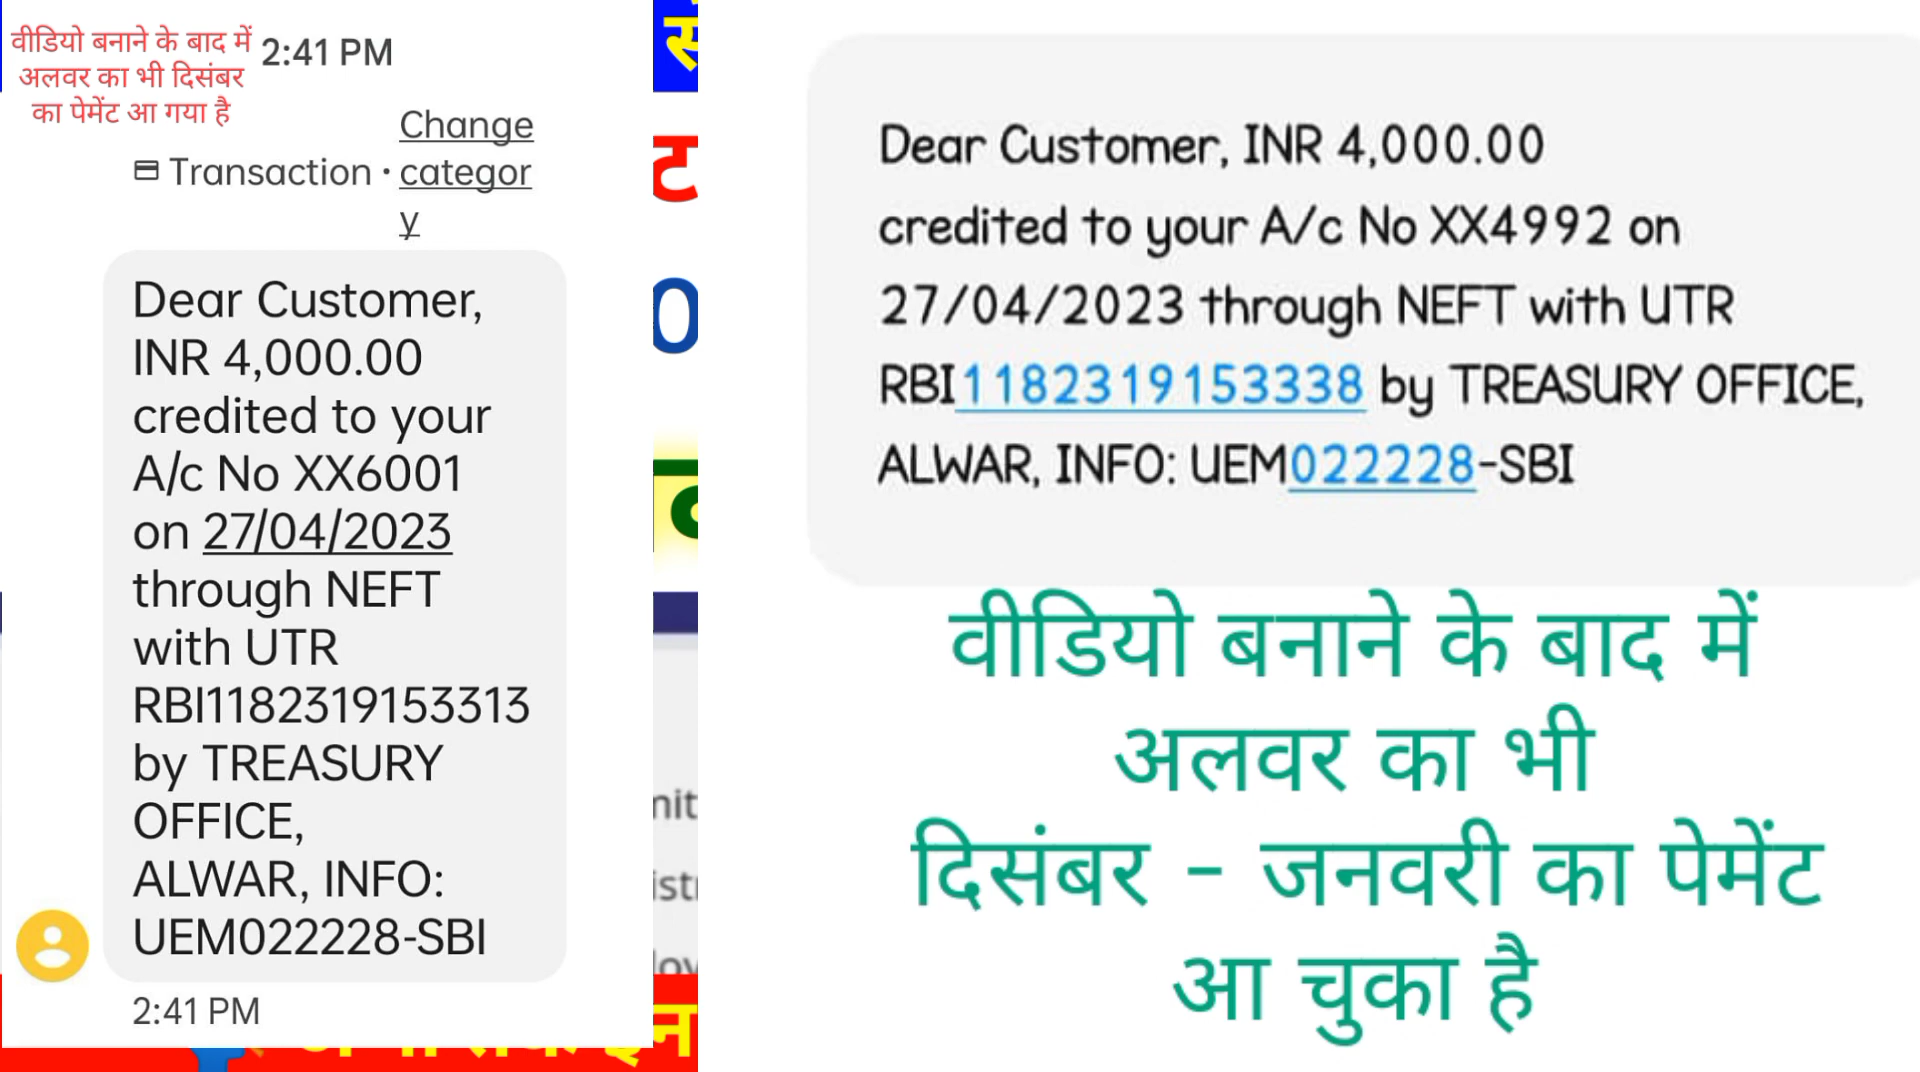 वीडियो बनाने के बाद में
अलवर का भी दिसंबर
का पेमेंट आ गया है
2:41 PM
Transaction • Change
categor
y
Dear Customer,
INR 4,000.00
credited to your
A/c No XX6001
on 27/04/2023
through NEFT
with UTR
RBI1182319153313
by TREASURY
OFFICE,
ALWAR, INFO:
UEM022228-SBI
2:41 PM
Dear Customer, INR 4,000.00
credited to your A/c No XX4992 on
27/04/2023 through NEFT with UTR
RBI1182319153338 by TREASURY OFFICE,
ALWAR, INFO: UEM022228-SBI
वीडियो बनाने के बाद में
अलवर का भी
दिसंबर - जनवरी का पेमेंट
आ चुका है